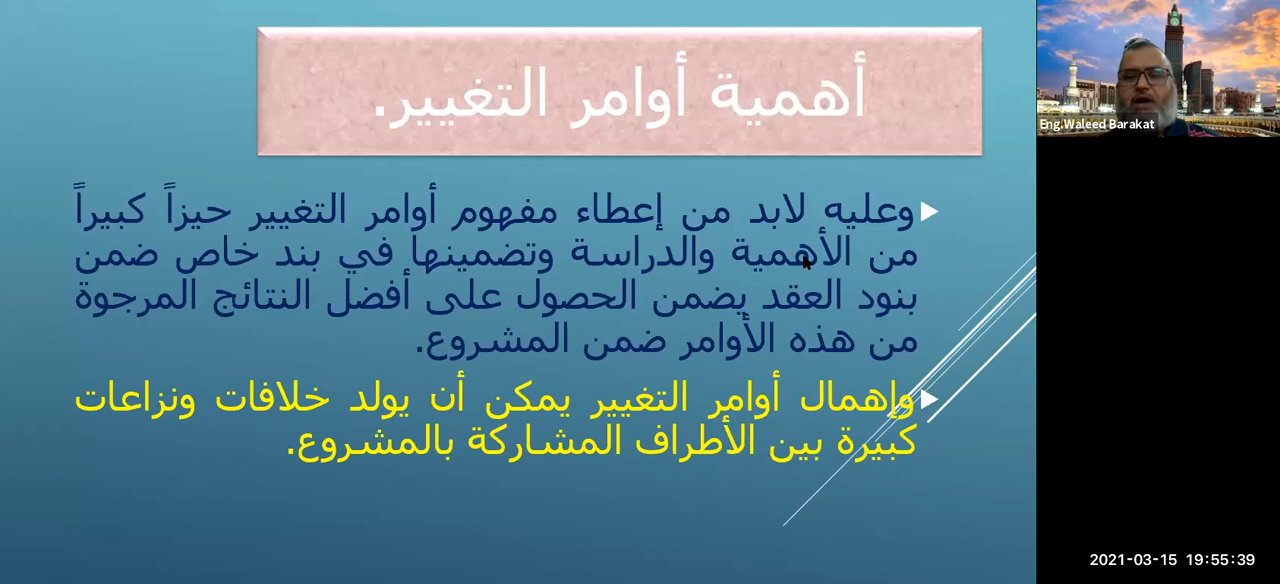 أهمية أوامر التغيير.
وعليه لابد من إعطاء مفهوم أوامر التغيير حيزاً كبيراً
من الأهمية والدراسة وتضمينها في بند خاص ضمن
بنود العقد يضمن الحصول على أفضل النتائج المرجوة
من هذه الأوامر ضمن المشروع.
وإهمال أوامر التغيير يمكن أن يولد خلافات ونزاعات
كبيرة بين الأطراف المشاركة بالمشروع.
Eng.Waleed Barakat
2021-03-15 19:55:39